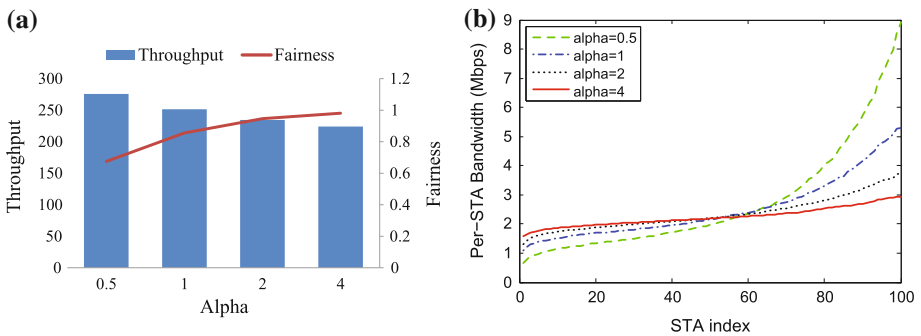 (a)
Throughput Fairness
300
250
200
150
100
50
0
Throughput
1.2
1
0.8
0.6
0.4
0.2
0
Fairness
0.5 1 2 4
Alpha
(b)
9
8
7
6
5
4
3
2
1
0
Per-STA Bandwidth (Mbps)
alpha=0.5
alpha=1
alpha=2
alpha=4
0 20 40 60 80 100
STA index